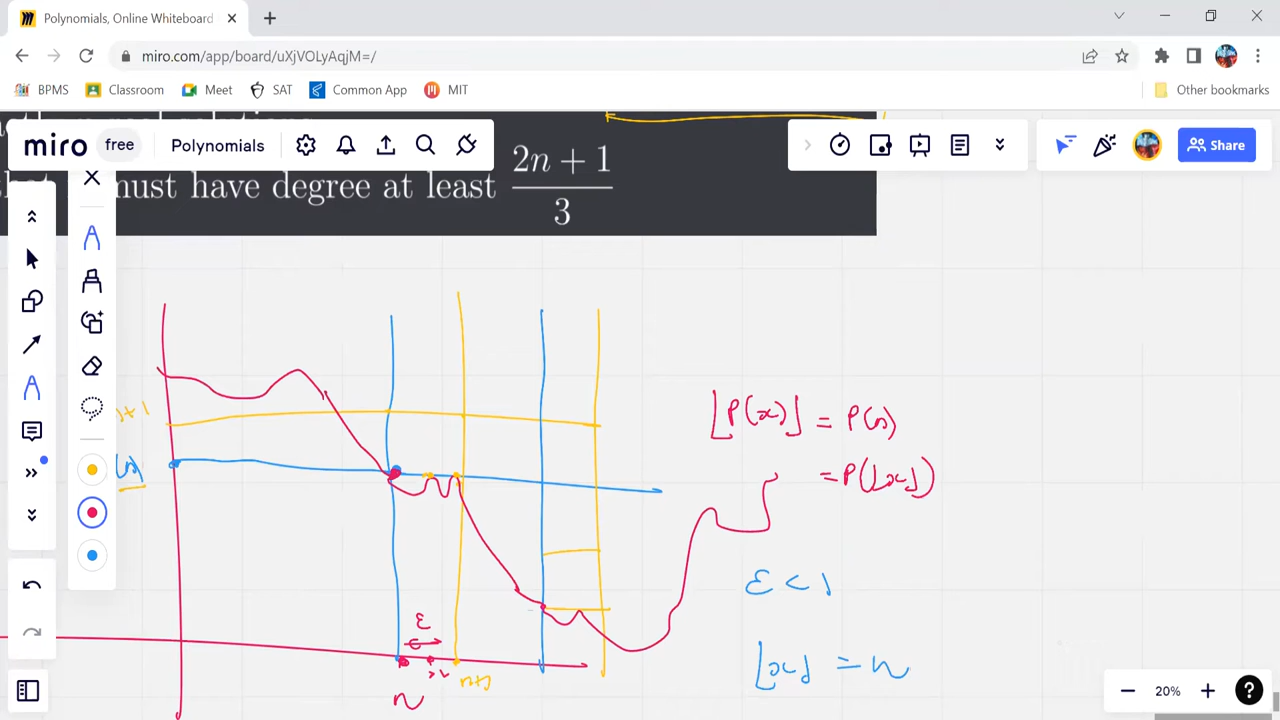 Polynomials, Online Whiteboard
miro.com/app/board/uXjVOLyAqjM=/
BPMS Classroom Meet SAT Common App MIT Other bookmarks
miro free Polynomials Share
must have degree at least \frac{2n + 1}{3}
⌊P(x)⌋ = P(n)
= P(⌊x⌋)
ε < 1
⌊x⌋ = n
ε
x
n+1
n
20%